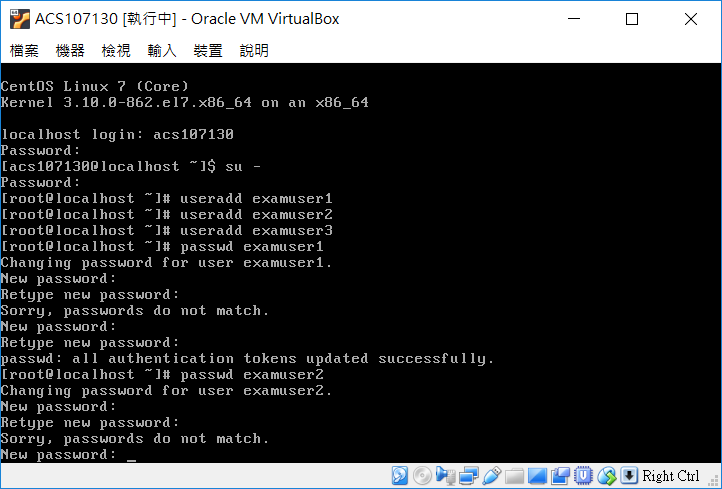 ACS107130 [執行中] - Oracle VM VirtualBox
檔案 機器 檢視 輸入 裝置 說明
CentOS Linux 7 (Core)
Kernel 3.10.0-862.el7.x86_64 on an x86_64
localhost login: acs107130
Password:
[acs107130@localhost ~]$ su -
Password:
[root@localhost ~]# useradd examuser1
[root@localhost ~]# useradd examuser2
[root@localhost ~]# useradd examuser3
[root@localhost ~]# passwd examuser1
Changing password for user examuser1.
New password:
Retype new password:
Sorry, passwords do not match.
New password:
Retype new password:
passwd: all authentication tokens updated successfully.
[root@localhost ~]# passwd examuser2
Changing password for user examuser2.
New password:
Retype new password:
Sorry, passwords do not match.
New password: _
Right Ctrl